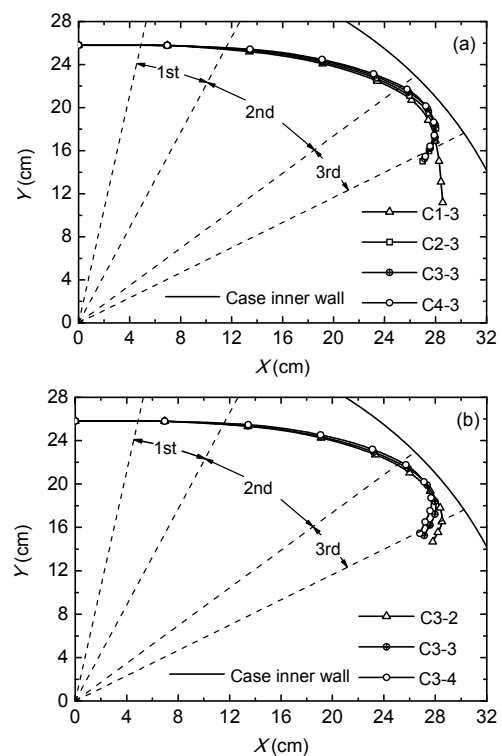 28
24
20
16
12
8
4
0
Y (cm)
(a)
1st
2nd
3rd
C1-3
C2-3
C3-3
C4-3
Case inner wall
0 4 8 12 16 20 24 28 32
X (cm)
28
24
20
16
12
8
4
0
Y (cm)
(b)
1st
2nd
3rd
C3-2
C3-3
C3-4
Case inner wall
0 4 8 12 16 20 24 28 32
X (cm)